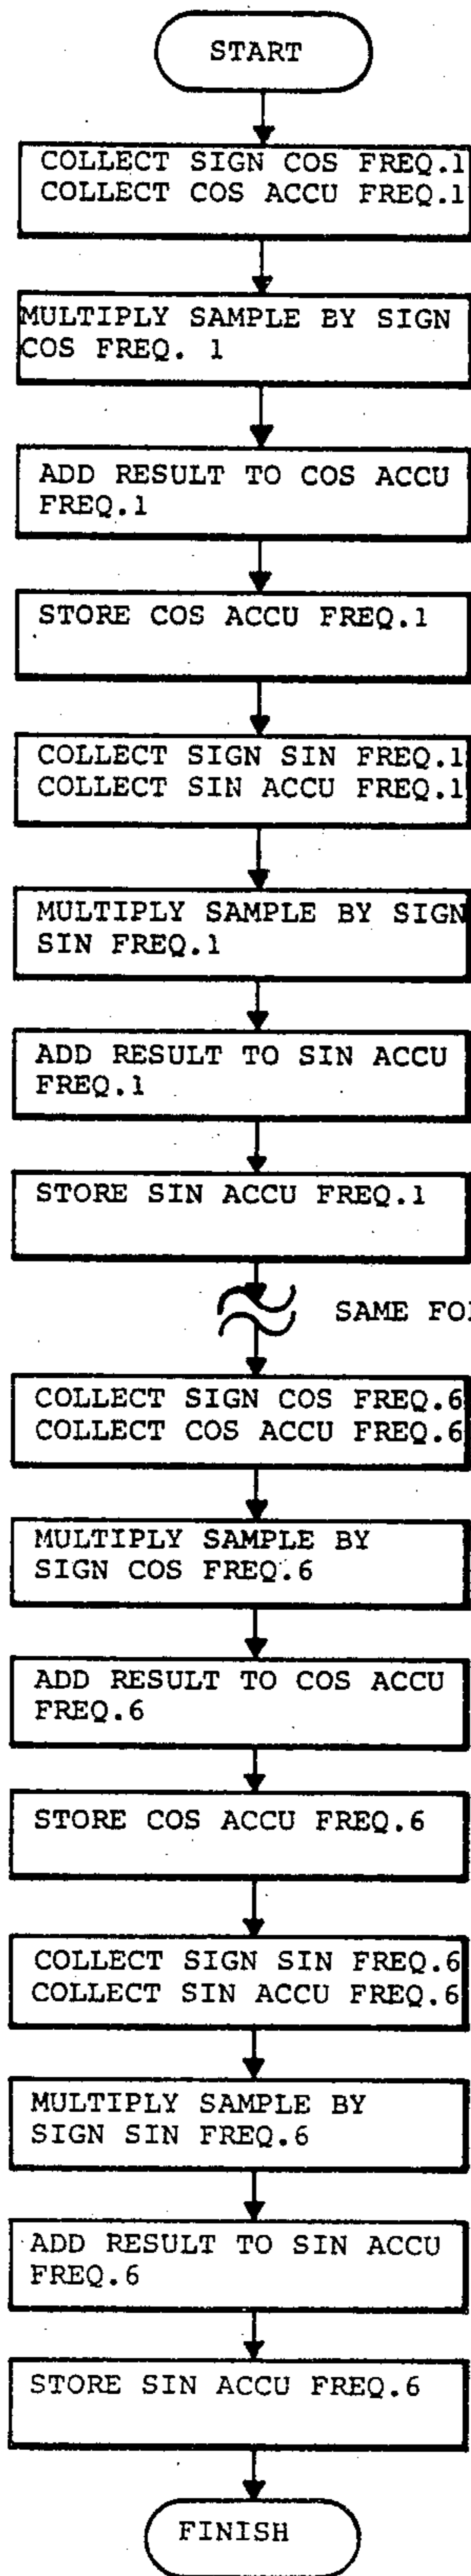 START
COLLECT SIGN COS FREQ.1
COLLECT COS ACCU FREQ.1
MULTIPLY SAMPLE BY SIGN
COS FREQ. 1
ADD RESULT TO COS ACCU
FREQ.1
STORE COS ACCU FREQ.1
COLLECT SIGN SIN FREQ.1
COLLECT SIN ACCU FREQ.1
MULTIPLY SAMPLE BY SIGN
SIN FREQ.1
ADD RESULT TO SIN ACCU
FREQ.1
STORE SIN ACCU FREQ.1
SAME
COLLECT SIGN COS FREQ.6
COLLECT COS ACCU FREQ.6
MULTIPLY SAMPLE BY
SIGN COS FREQ.6
ADD RESULT TO COS ACCU
FREQ.6
STORE COS ACCU FREQ.6
COLLECT SIGN SIN FREQ.6
COLLECT SIN ACCU FREQ.6
MULTIPLY SAMPLE BY
SIGN SIN FREQ.6
ADD RESULT TO SIN ACCU
FREQ.6
STORE SIN ACCU FREQ.6
FINISH